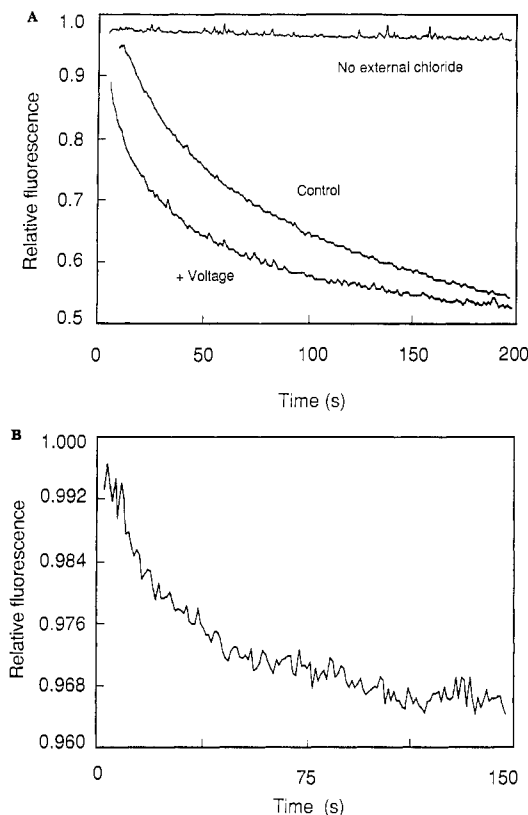 A
1.0
0.9
0.8
0.7
0.6
0.5
Relative fluorescence
No external chloride
Control
+ Voltage
0
50
100
150
200
Time (s)
B
1.000
0.992
0.984
0.976
0.968
0.960
Relative fluorescence
0
75
150
Time (s)